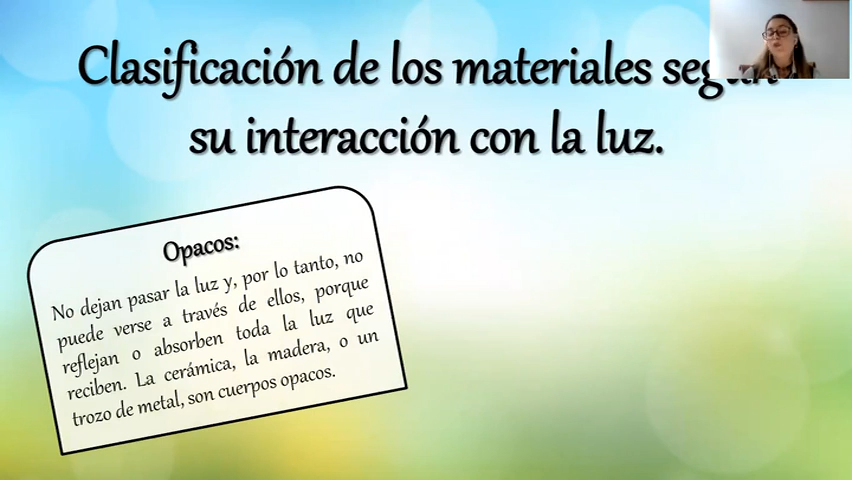 Clasificación de los materiales según
su interacción con la luz.
Opacos:
No dejan pasar la luz y, por lo tanto, no
puede verse a través de ellos, porque
reflejan o absorben toda la luz que
reciben. La cerámica, la madera, o un
trozo de metal, son cuerpos opacos.